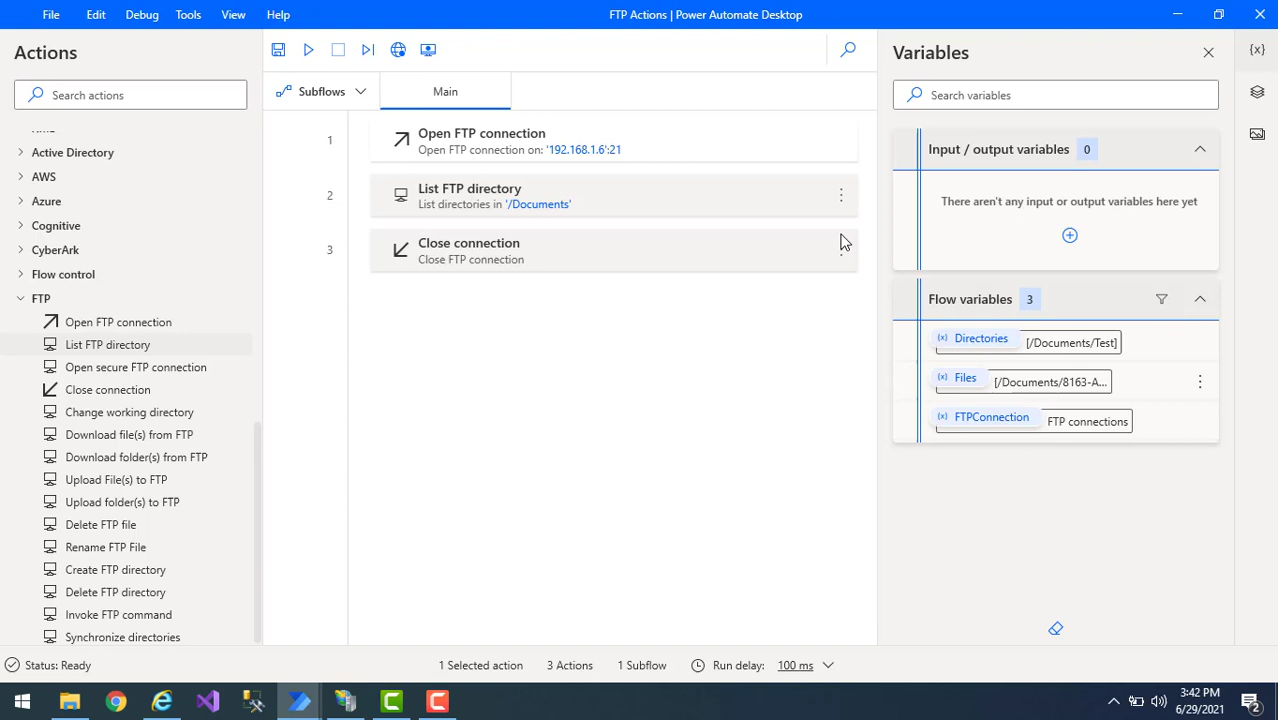 File Edit Debug Tools View Help
FTP Actions | Power Automate Desktop
Actions
Search actions
Active Directory
AWS
Azure
Cognitive
CyberArk
Flow control
FTP
Open FTP connection
List FTP directory
Open secure FTP connection
Close connection
Change working directory
Download file(s) from FTP
Download folder(s) from FTP
Upload File(s) to FTP
Upload folder(s) to FTP
Delete FTP file
Rename FTP File
Create FTP directory
Delete FTP directory
Invoke FTP command
Synchronize directories
Subflows
Main
1
Open FTP connection
Open FTP connection on: '192.168.1.6':21
2
List FTP directory
List directories in '/Documents'
3
Close connection
Close FTP connection
Variables
{x}
Search variables
Input / output variables 0
There aren't any input or output variables here yet
Flow variables 3
(x) Directories [/Documents/Test]
(x) Files [/Documents/8163-A...
(x) FTPConnection FTP connections
Status: Ready
1 Selected action
3 Actions
1 Subflow
Run delay: 100 ms
3:42 PM
6/29/2021
2